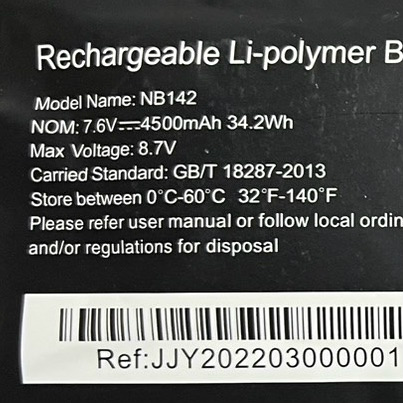 Rechargeable Li-polymer B
Model Name: NB142
NOM: 7.6V⎓4500mAh 34.2Wh
Max Voltage: 8.7V
Carried Standard: GB/T 18287-2013
Store between 0°C-60°C 32°F-140°F
Please refer user manual or follow local ordin
and/or regulations for disposal
Ref:JJY202203000001